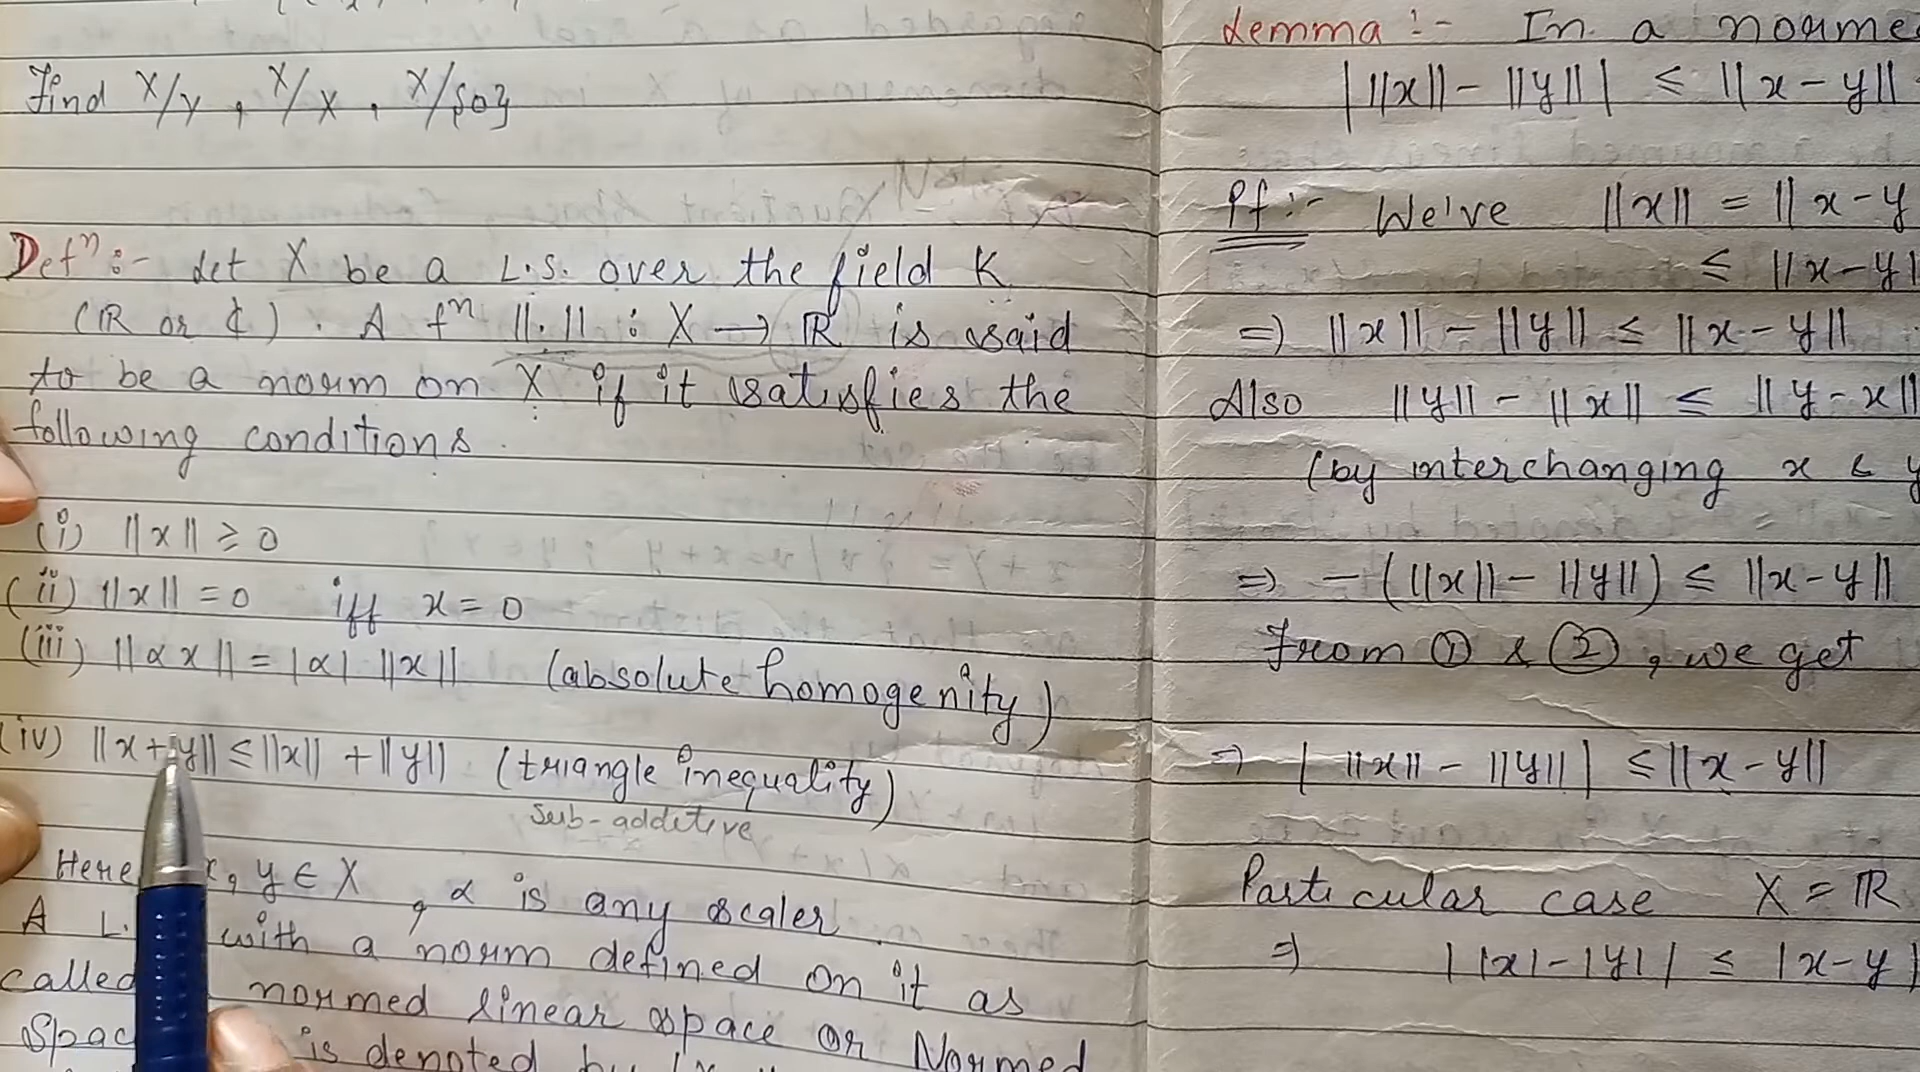 Find X/Y , X/X , X/{0}
Defⁿ :- Let X be a L.S. over the field K
(ℝ or ₵) . A fⁿ ||.|| : X → ℝ is said
to be a norm on X if it satisfies the
following conditions.
(i) ||x|| ≥ 0
(ii) ||x|| = 0 iff x = 0
(iii) ||αx|| = |α| ||x|| (absolute homogenity)
(iv) ||x+y|| ≤ ||x|| + ||y|| (triangle inequality)
Sub-additive
Here x, y ∈ X , α is any scaler.
A L. with a norm defined on it as
called normed linear space or Normed
Spac is denoted by
Lemma :- In a norme
| ||x|| - ||y|| | ≤ ||x-y||
Pf :- We've ||x|| = ||x-y
≤ ||x-y|
⇒ ||x|| - ||y|| ≤ ||x-y||
Also ||y|| - ||x|| ≤ ||y-x||
(by interchanging x & y
⇒ -(||x|| - ||y||) ≤ ||x-y||
From ① & ② , we get
⇒ | ||x|| - ||y|| | ≤ ||x-y||
Particular case X = ℝ
⇒ | |x| - |y| | ≤ |x-y|